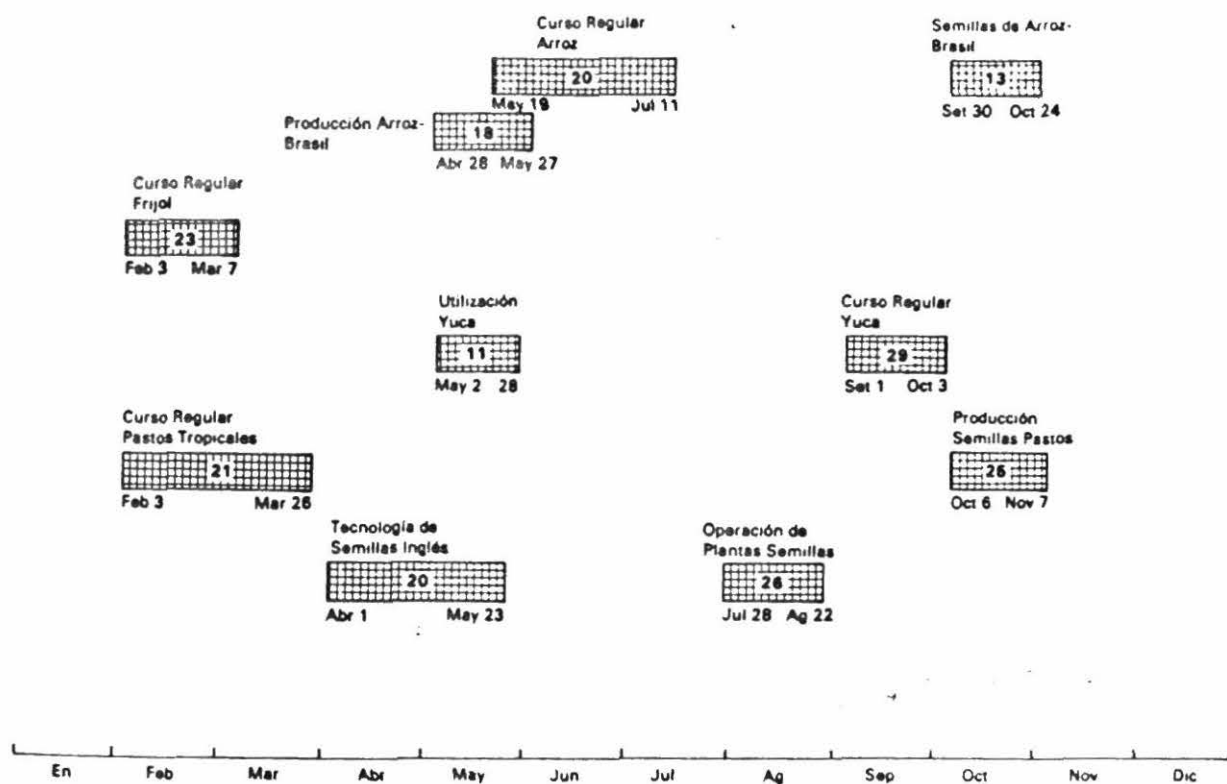 Curso Regular
Arroz
20
May 19 Jul 11
Semillas de Arroz-
Brasil
13
Set 30 Oct 24
Producción Arroz-
Brasil
18
Abr 28 May 27
Curso Regular
Frijol
23
Feb 3 Mar 7
Utilización
Yuca
11
May 2 28
Curso Regular
Yuca
29
Set 1 Oct 3
Curso Regular
Pastos Tropicales
21
Feb 3 Mar 26
Producción
Semillas Pastos
25
Oct 6 Nov 7
Tecnología de
Semillas Inglés
20
Abr 1 May 23
Operación de
Plantas Semillas
26
Jul 28 Ag 22
En Feb Mar Abr May Jun Jul Ag Sep Oct Nov Dic